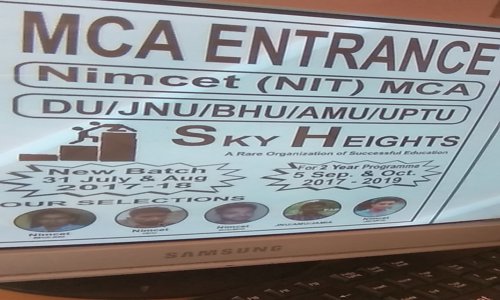 MCA ENTRANCE
Nimcet (NIT) MCA
DU/JNU/BHU/AMU/UPTU
SKY HEIGHTS
A Rare Organization of Successful Education
New Batch
31 July & Aug
2017-18
For 2 Year Programme
5 Sep. & Oct.
2017 - 2019
OUR SELECTIONS
Nimcet Nimcet Nimcet Nimcet
SAMSUNG